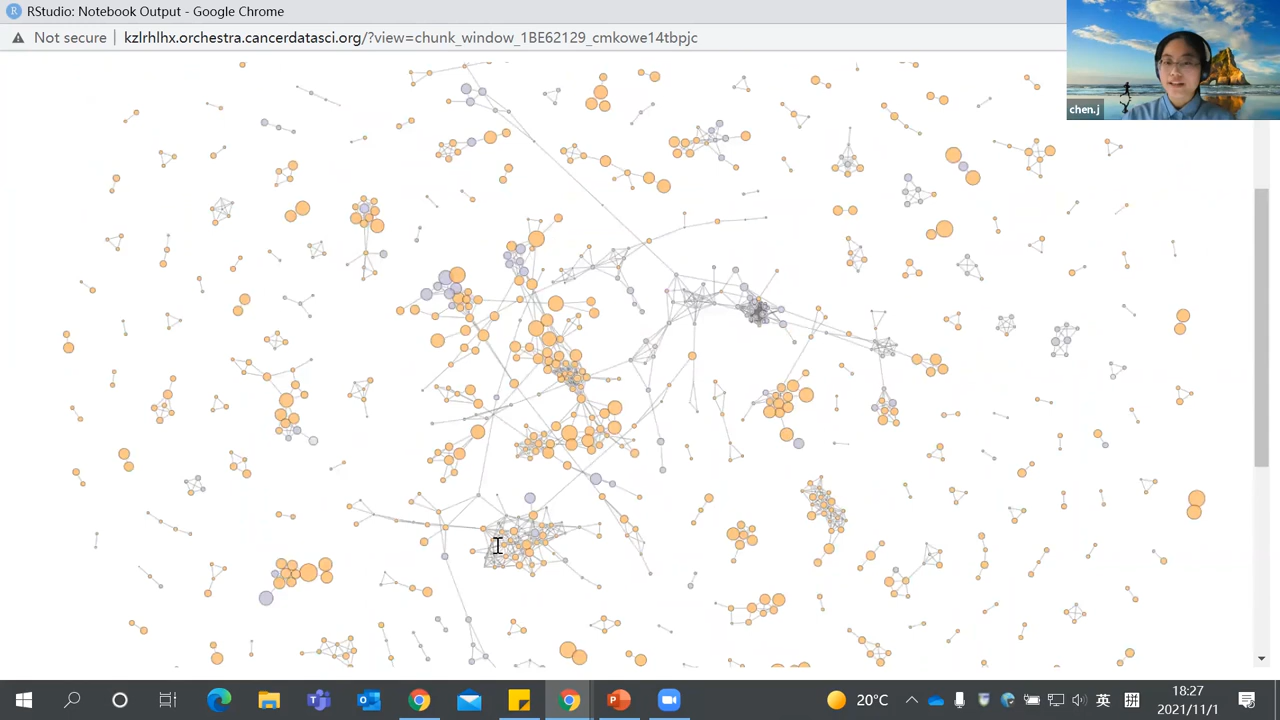 RStudio: Notebook Output - Google Chrome
Not secure | kzlrhlhx.orchestra.cancerdatasci.org/?view=chunk_window_1BE62129_cmkowe14tbpjc
chen.j
20°C
英
拼
18:27
2021/11/1